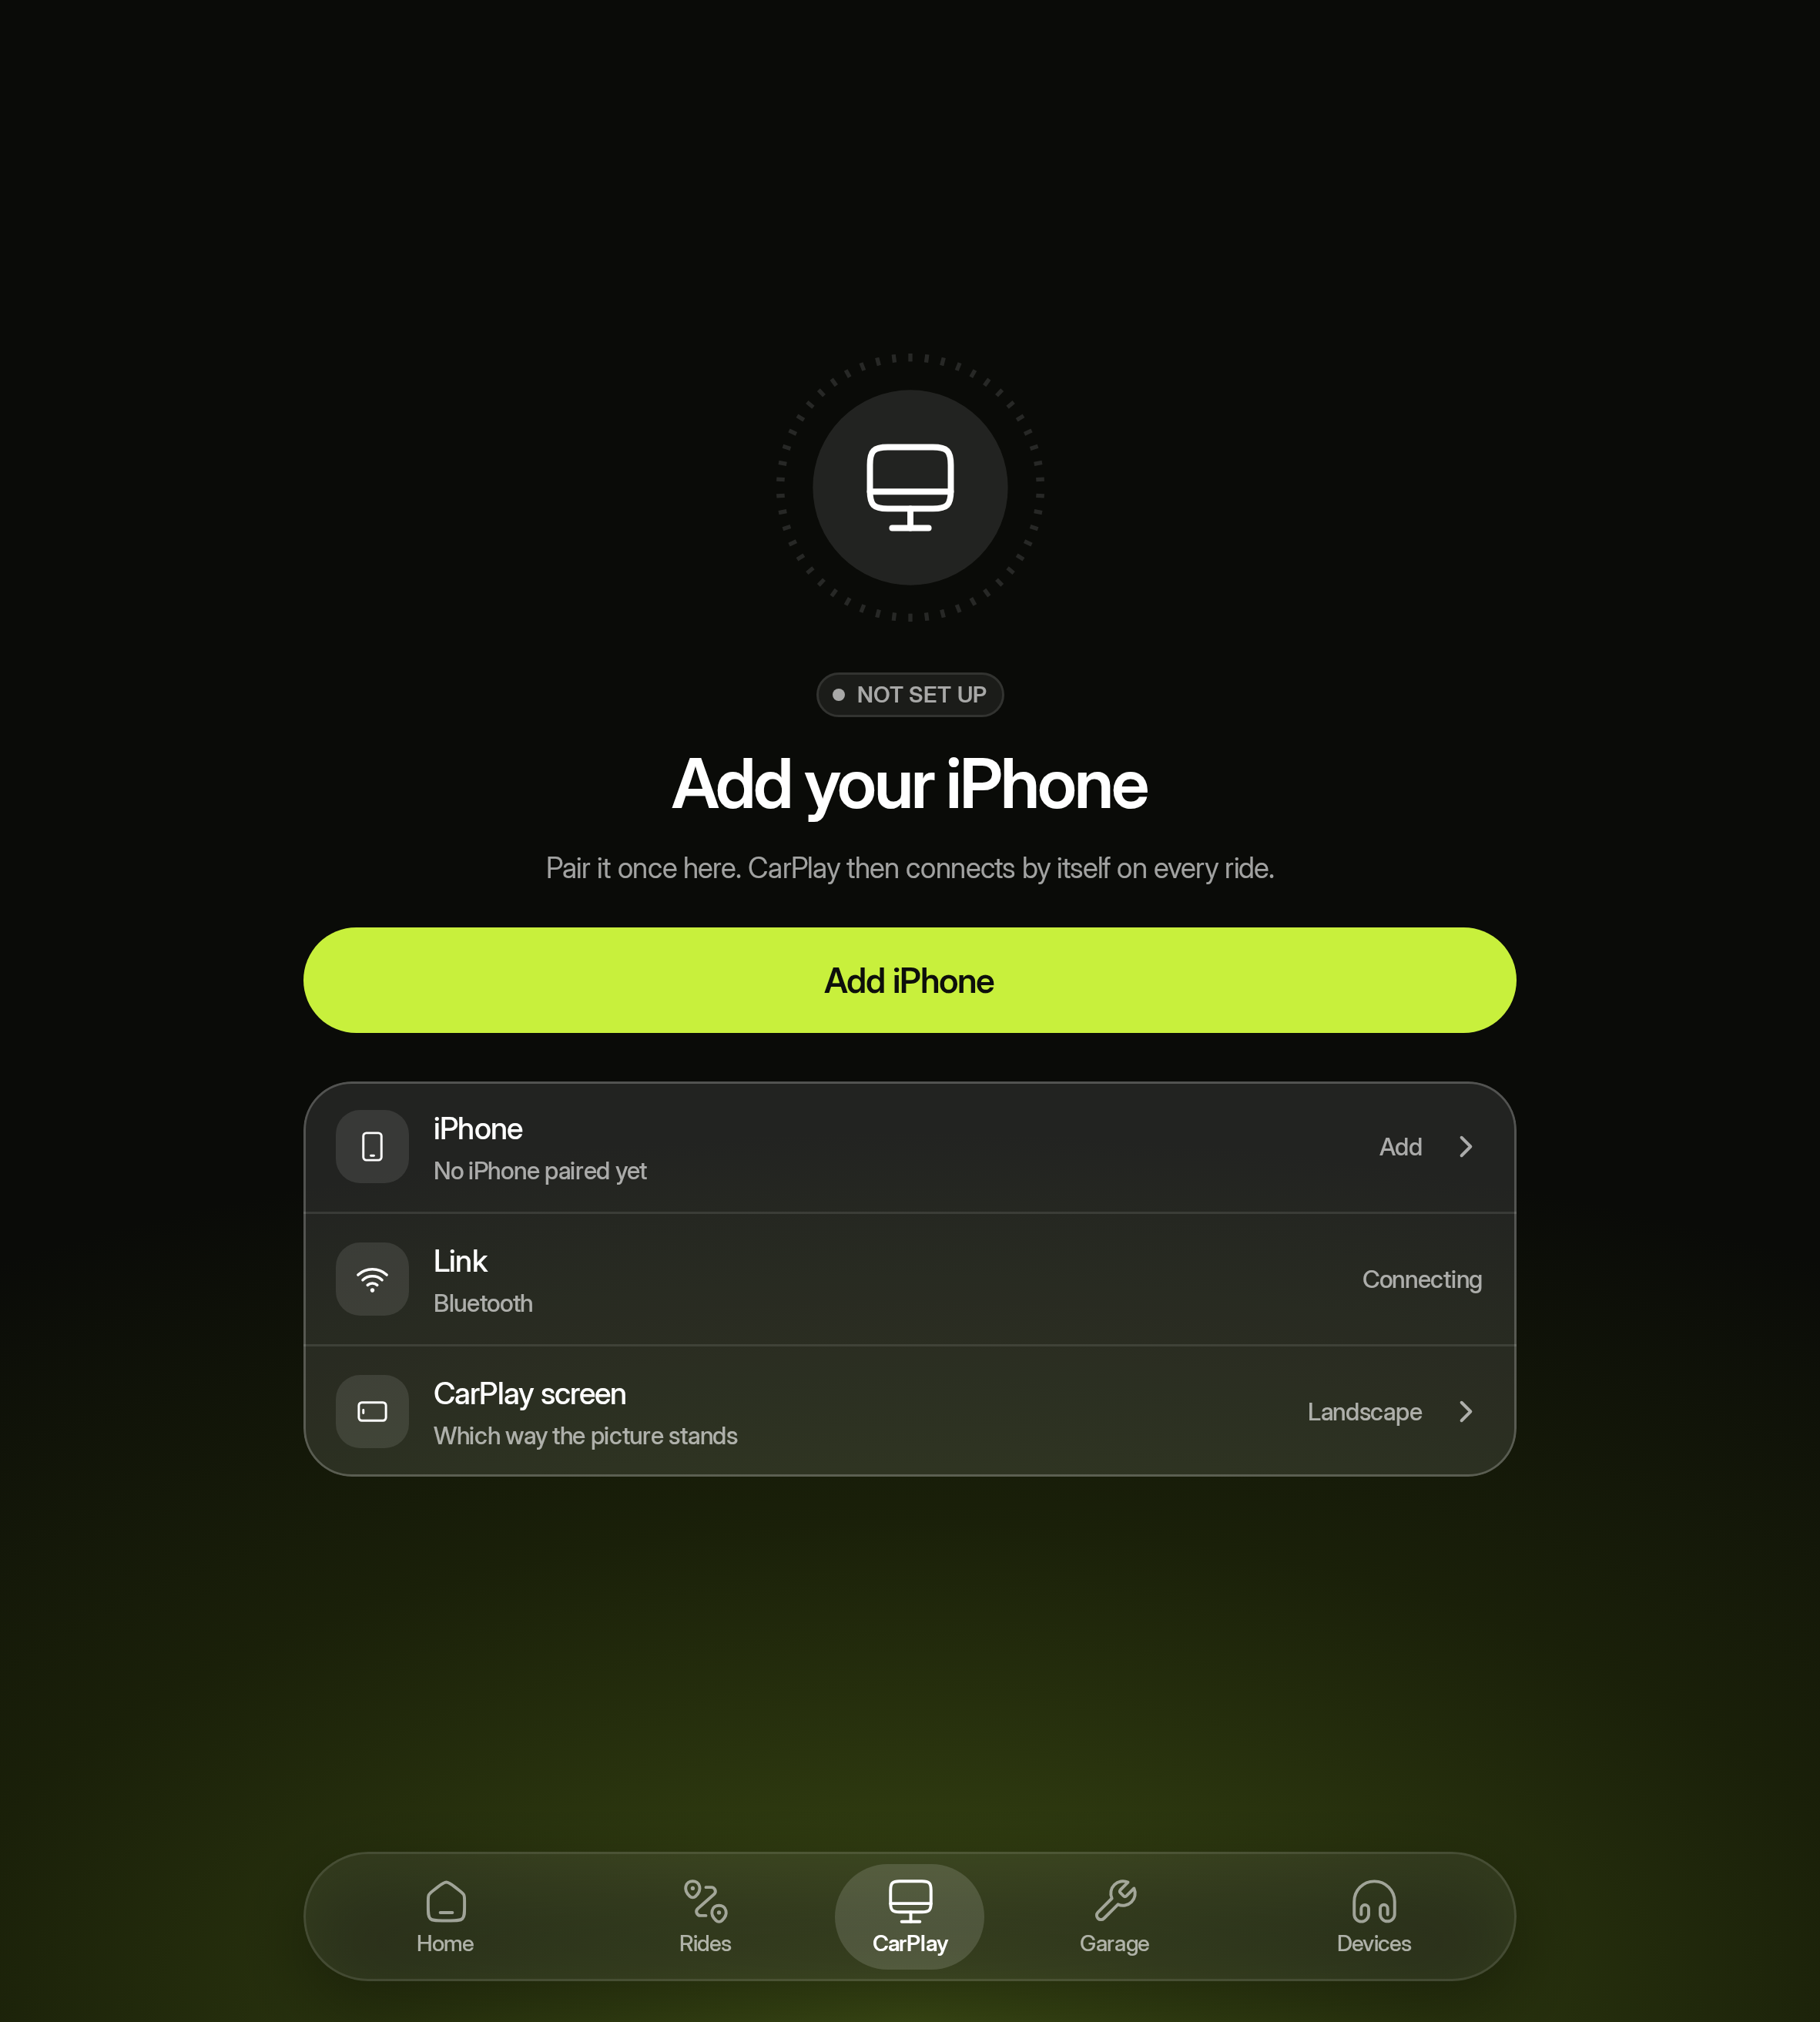 NOT SET UP
Add your iPhone
Pair it once here. CarPlay then connects by itself on every ride.
Add iPhone
iPhone
No iPhone paired yet
Add
Link
Bluetooth
Connecting
CarPlay screen
Which way the picture stands
Landscape
Home
Rides
CarPlay
Garage
Devices